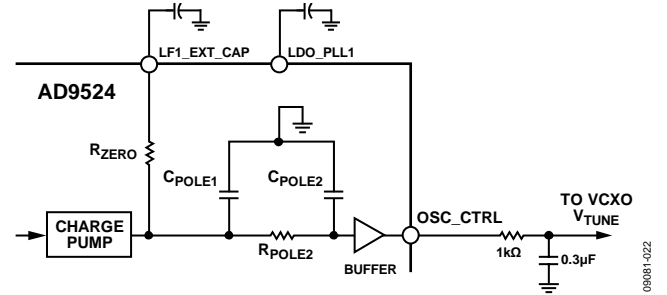 LF1_EXT_CAP
LDO_PLL1
AD9524
RZERO
CPOLE1
CPOLE2
OSC_CTRL
TO VCXO
VTUNE
CHARGE
PUMP
RPOLE2
BUFFER
1kΩ
0.3µF
09081-022